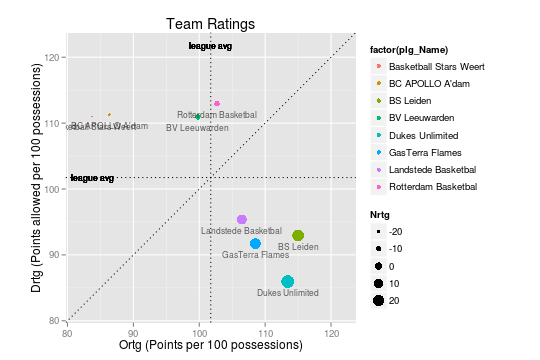 Team Ratings
league avg
120
110
100
90
80
Drtg (Points allowed per 100 possessions)
Rotterdam Basketbal
BC APOLLO A'dam
BV Leeuwarden
league avg
Landstede Basketbal
BS Leiden
GasTerra Flames
Dukes Unlimited
80
90
100
110
120
Ortg (Points per 100 possessions)
factor(plg_Name)
Basketball Stars Weert
BC APOLLO A'dam
BS Leiden
BV Leeuwarden
Dukes Unlimited
GasTerra Flames
Landstede Basketbal
Rotterdam Basketbal
Nrtg
-20
-10
0
10
20